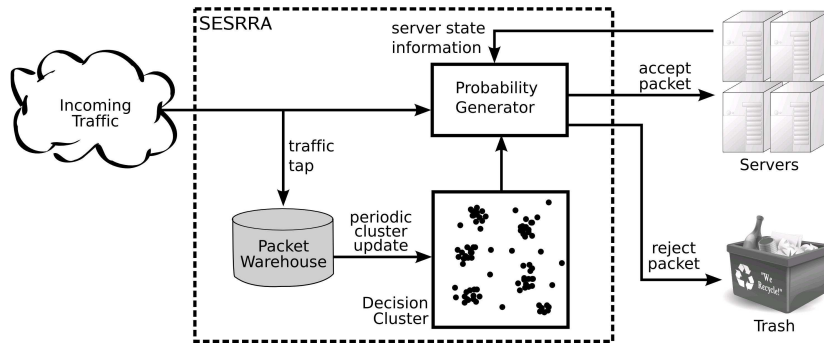 SESRRA
server state
information
Incoming
Traffic
Probability
Generator
accept
packet
Servers
traffic
tap
Packet
Warehouse
periodic
cluster
update
Decision
Cluster
reject
packet
"We
Recycle!"
Trash